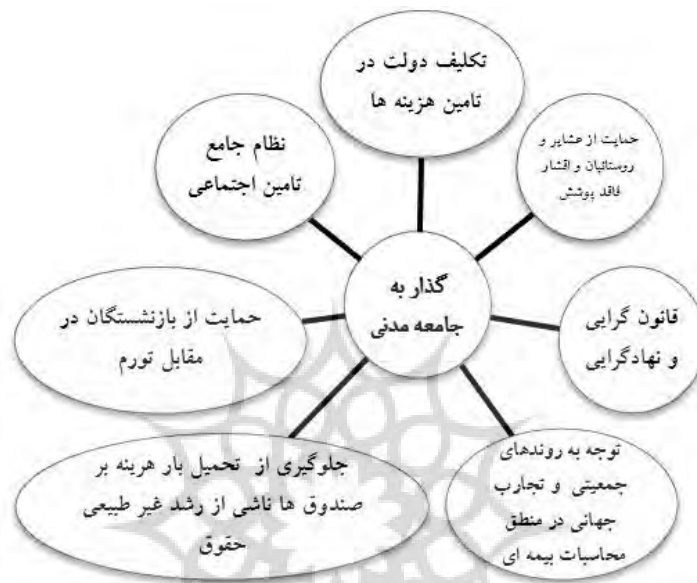 تکلیف دولت در
تامین هزینه ها
حمایت از عشایر و
روستائیان و اقشار
فاقد پوشش
نظام جامع
تامین اجتماعی
گذار به
جامعه مدنی
قانون گرایی
و نهادگرایی
حمایت از بازنشستگان در
مقابل تورم
توجه به روندهای
جمعیتی و تجارب
جهانی در منطق
محاسبات بیمه ای
جلوگیری از تحمیل بار هرینه بر
صندوق ها ناشی از رشد غیر طبیعی
حقوق